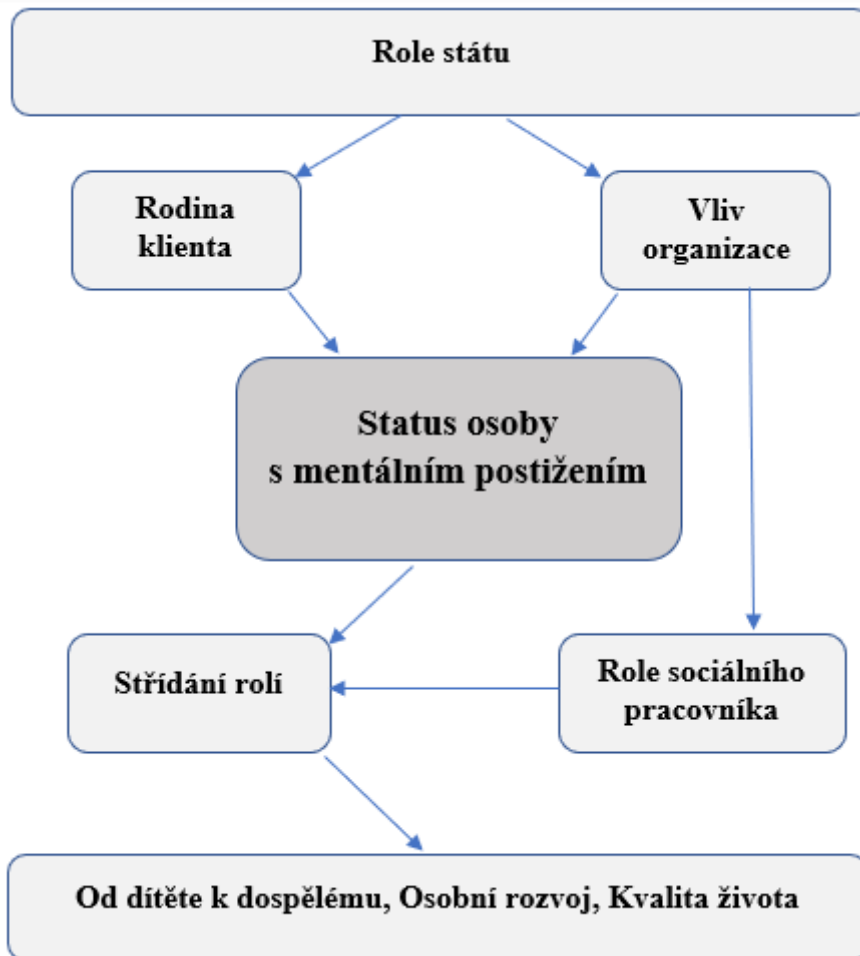 Role státu
Rodina
klienta
Vliv
organizace
Status osoby
s mentálním postižením
Střídání rolí
Role sociálního
pracovníka
Od dítěte k dospělému, Osobní rozvoj, Kvalita života